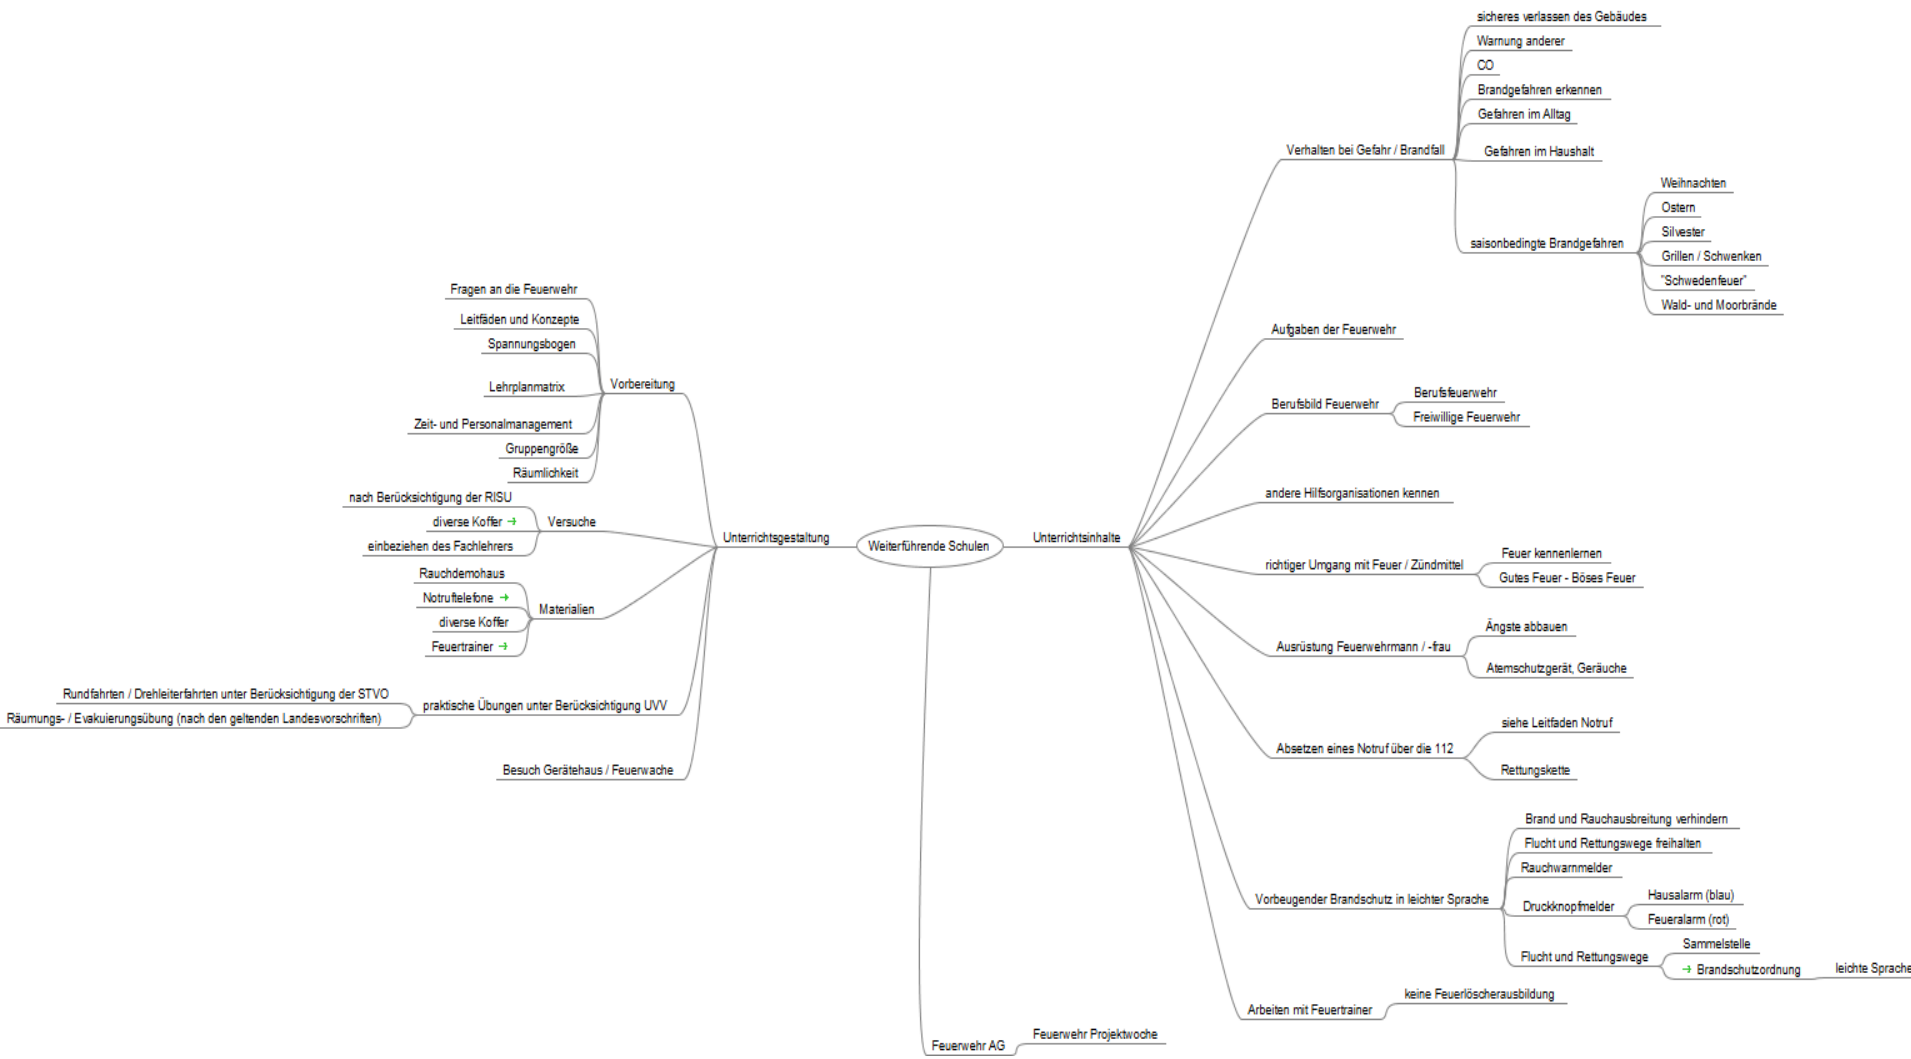 Weiterführende Schulen
Unterrichtsgestaltung
Vorbereitung
Fragen an die Feuerwehr
Leitfäden und Konzepte
Spannungsbogen
Lehrplanmatrix
Zeit- und Personalmanagement
Gruppengröße
Räumlichkeit
Versuche
nach Berücksichtigung der RISU
diverse Koffer
einbeziehen des Fachlehrers
Materialien
Rauchdemohaus
Notruftelefone
diverse Koffer
Feuertrainer
praktische Übungen unter Berücksichtigung UVV
Rundfahrten / Drehleiterfahrten unter Berücksichtigung der STVO
Räumungs- / Evakuierungsübung (nach den geltenden Landesvorschriften)
Besuch Gerätehaus / Feuerwache
Unterrichtsinhalte
Verhalten bei Gefahr / Brandfall
sicheres verlassen des Gebäudes
Warnung anderer
CO
Brandgefahren erkennen
Gefahren im Alltag
Gefahren im Haushalt
saisonbedingte Brandgefahren
Weihnachten
Ostern
Silvester
Grillen / Schwenken
"Schwedenfeuer"
Wald- und Moorbrände
Aufgaben der Feuerwehr
Berufsbild Feuerwehr
Berufsfeuerwehr
Freiwillige Feuerwehr
andere Hilfsorganisationen kennen
richtiger Umgang mit Feuer / Zündmittel
Feuer kennenlernen
Gutes Feuer - Böses Feuer
Ausrüstung Feuerwehrmann / -frau
Ängste abbauen
Atemschutzgerät, Geräuche
Absetzen eines Notruf über die 112
siehe Leitfaden Notruf
Rettungskette
Vorbeugender Brandschutz in leichter Sprache
Brand und Rauchausbreitung verhindern
Flucht und Rettungswege freihalten
Rauchwarnmelder
Druckknopfmelder
Hausalarm (blau)
Feueralarm (rot)
Flucht und Rettungswege
Sammelstelle
Brandschutzordnung
leichte Sprache
Arbeiten mit Feuertrainer
keine Feuerlöscherausbildung
Feuerwehr AG
Feuerwehr Projektwoche